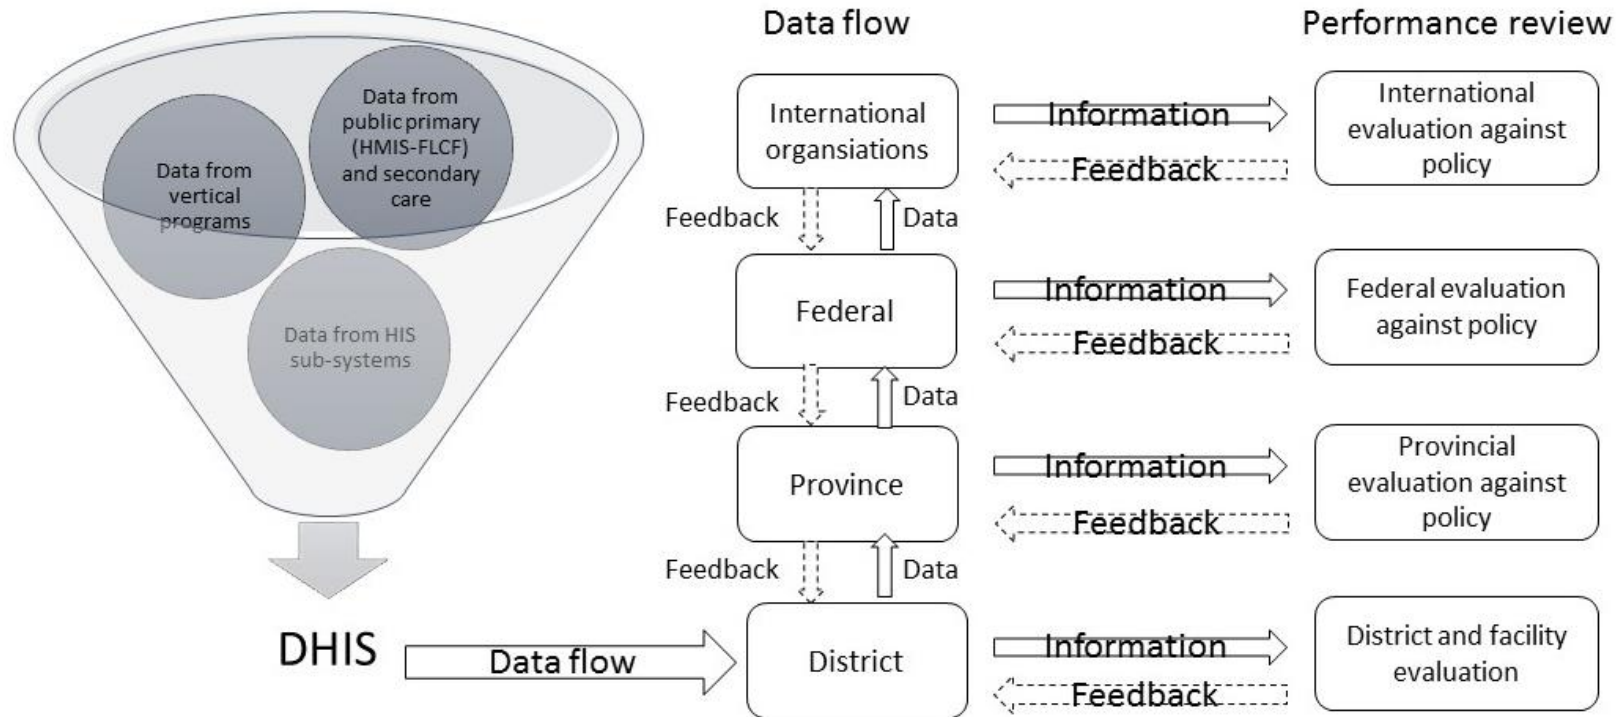 Data from
public primary
(HMIS-FLCF)
and secondary
care
Data from
vertical
programs
Data from HIS
sub-systems
DHIS
Data flow
Data flow
International
organsiations
Feedback
Data
Federal
Feedback
Data
Province
Feedback
Data
District
Information
Feedback
Information
Feedback
Information
Feedback
Information
Feedback
Performance review
International
evaluation against
policy
Federal evaluation
against policy
Provincial
evaluation against
policy
District and facility
evaluation